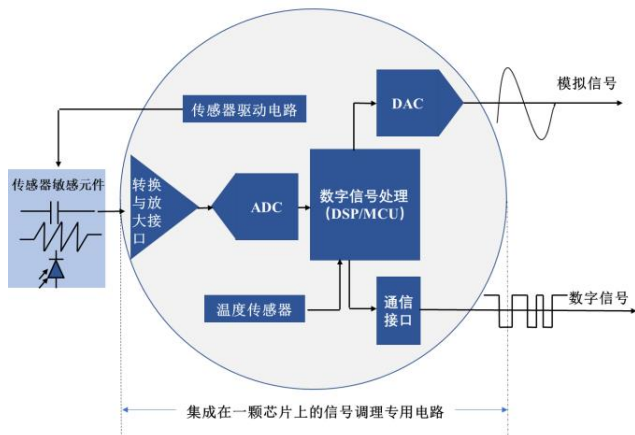 DAC
模拟信号
传感器驱动电路
传感器敏感元件
转换
与放
大接
口
ADC
数字信号处理
（DSP/MCU）
温度传感器
通信
接口
数字信号
集成在一颗芯片上的信号调理专用电路